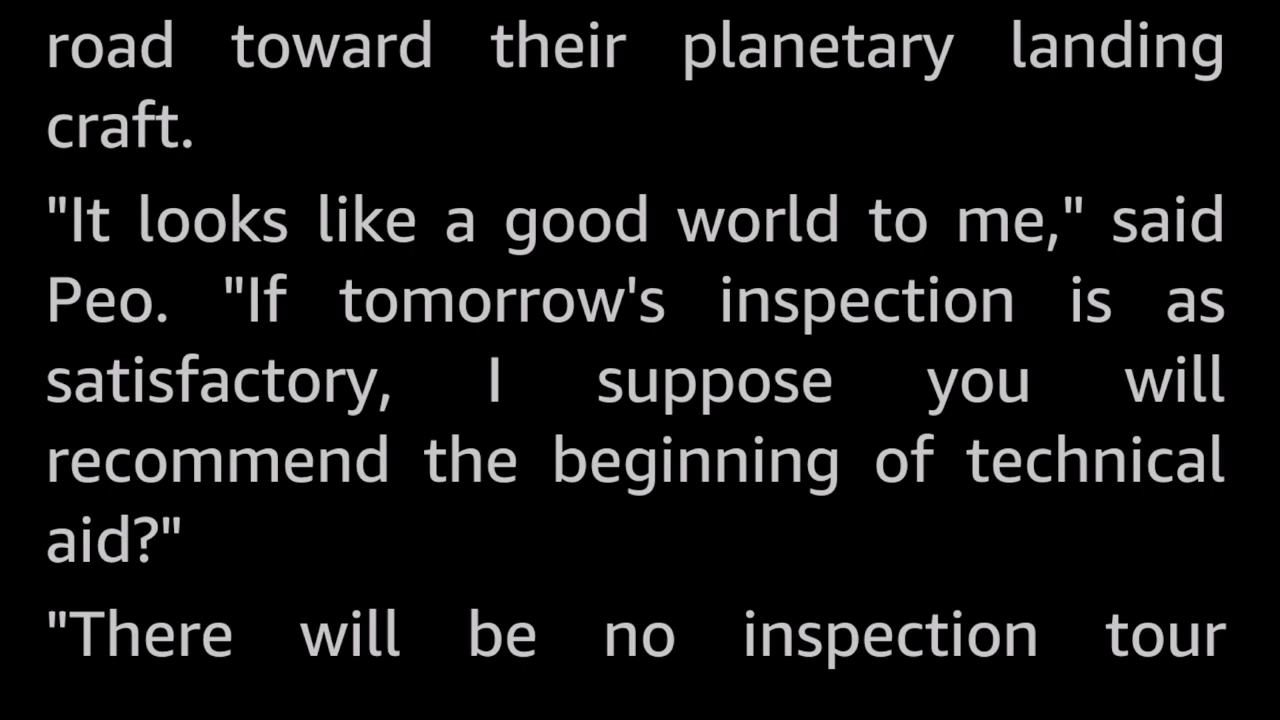 road toward their planetary landing
craft.
"It looks like a good world to me," said
Peo. "If tomorrow's inspection is as
satisfactory, I suppose you will
recommend the beginning of technical
aid?"
"There will be no inspection tour